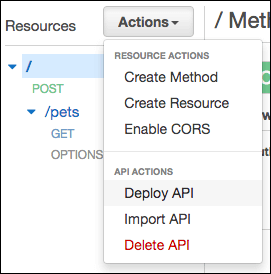 Resources
Actions
/ Meth
/
POST
/pets
GET
OPTIONS
RESOURCE ACTIONS
Create Method
Create Resource
Enable CORS
API ACTIONS
Deploy API
Import API
Delete API